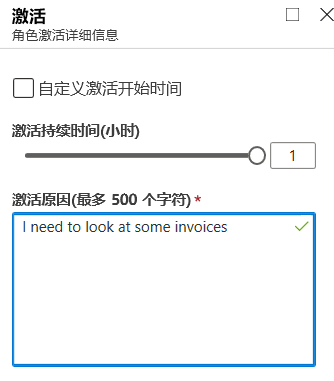 激活
角色激活详细信息
自定义激活开始时间
激活持续时间(小时)
1
激活原因(最多 500 个字符) *
I need to look at some invoices